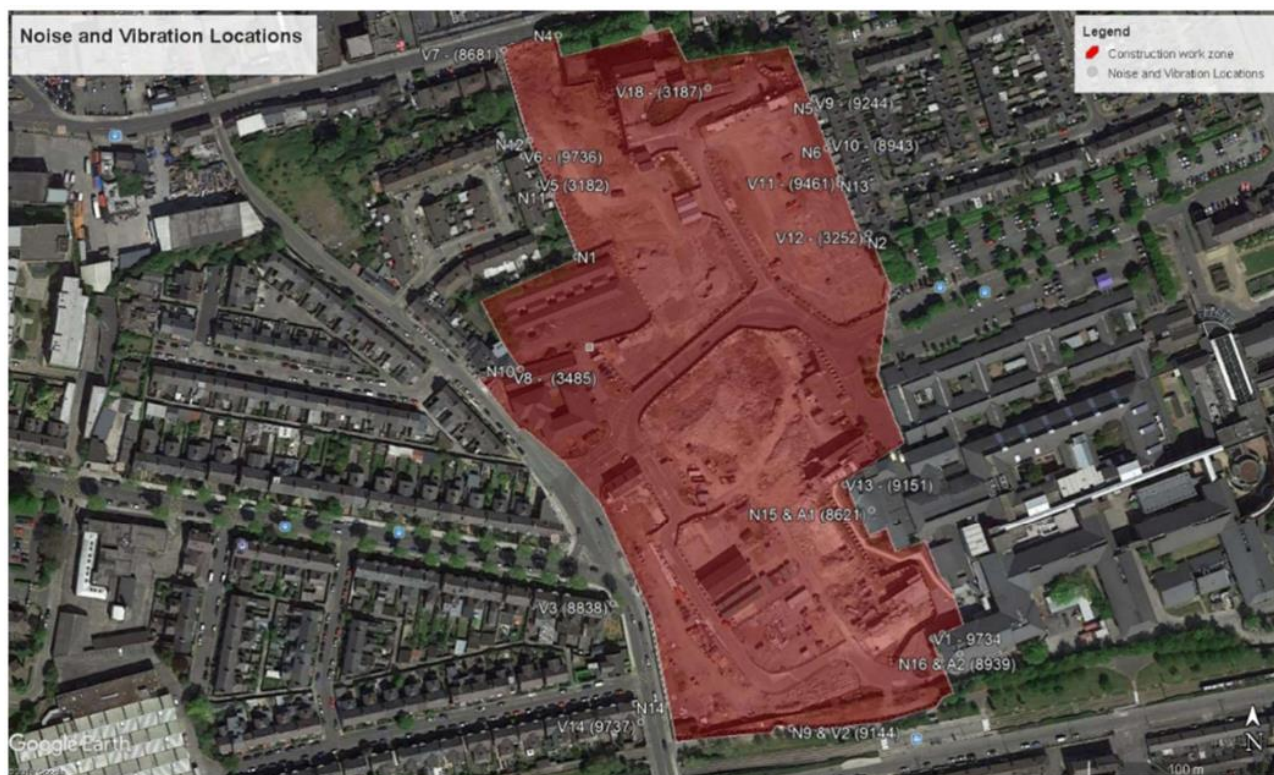 Noise and Vibration Locations
Legend
Construction work zone
Noise and Vibration Locations
N4
V7 - (8681)
V18 - (3187)
V9 - (9244)
N5
N12
V6 - (9736)
V10 - (8943)
N6
V5 (3182)
N11
V11 - (9461)
N13
V12 - (3252)
N2
N1
N10
V8 - (3485)
V13 - (9151)
N15 & A1 (8621)
V3 (8838)
V1 - 9734
N16 & A2 (8939)
N14
V14 (9737)
N9 & V2 (9144)
Google Earth
N
100 m